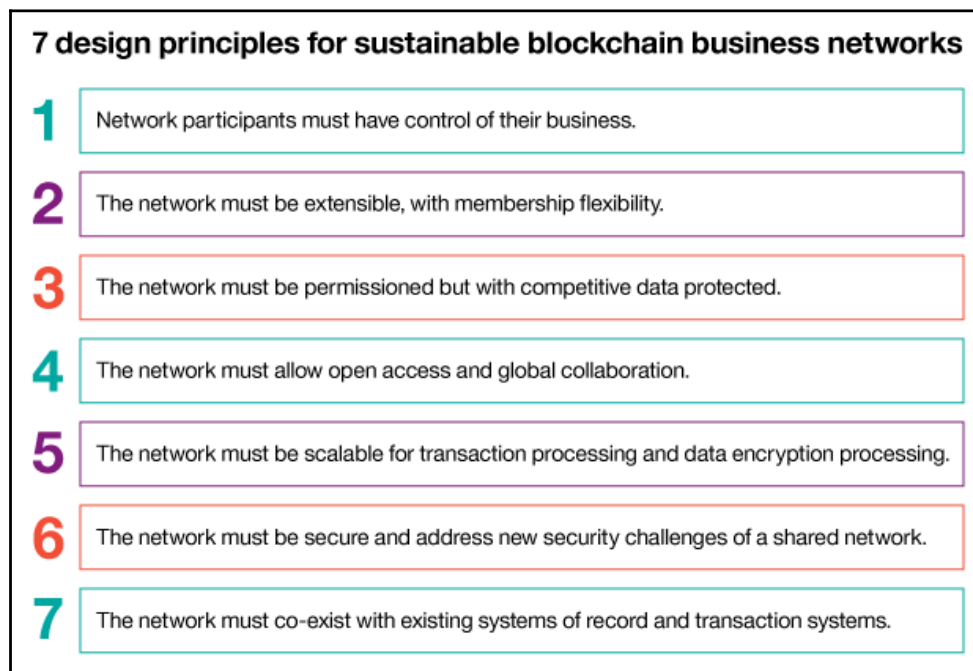 7 design principles for sustainable blockchain business networks
1 Network participants must have control of their business.
2 The network must be extensible, with membership flexibility.
3 The network must be permissioned but with competitive data protected.
4 The network must allow open access and global collaboration.
5 The network must be scalable for transaction processing and data encryption processing.
6 The network must be secure and address new security challenges of a shared network.
7 The network must co-exist with existing systems of record and transaction systems.